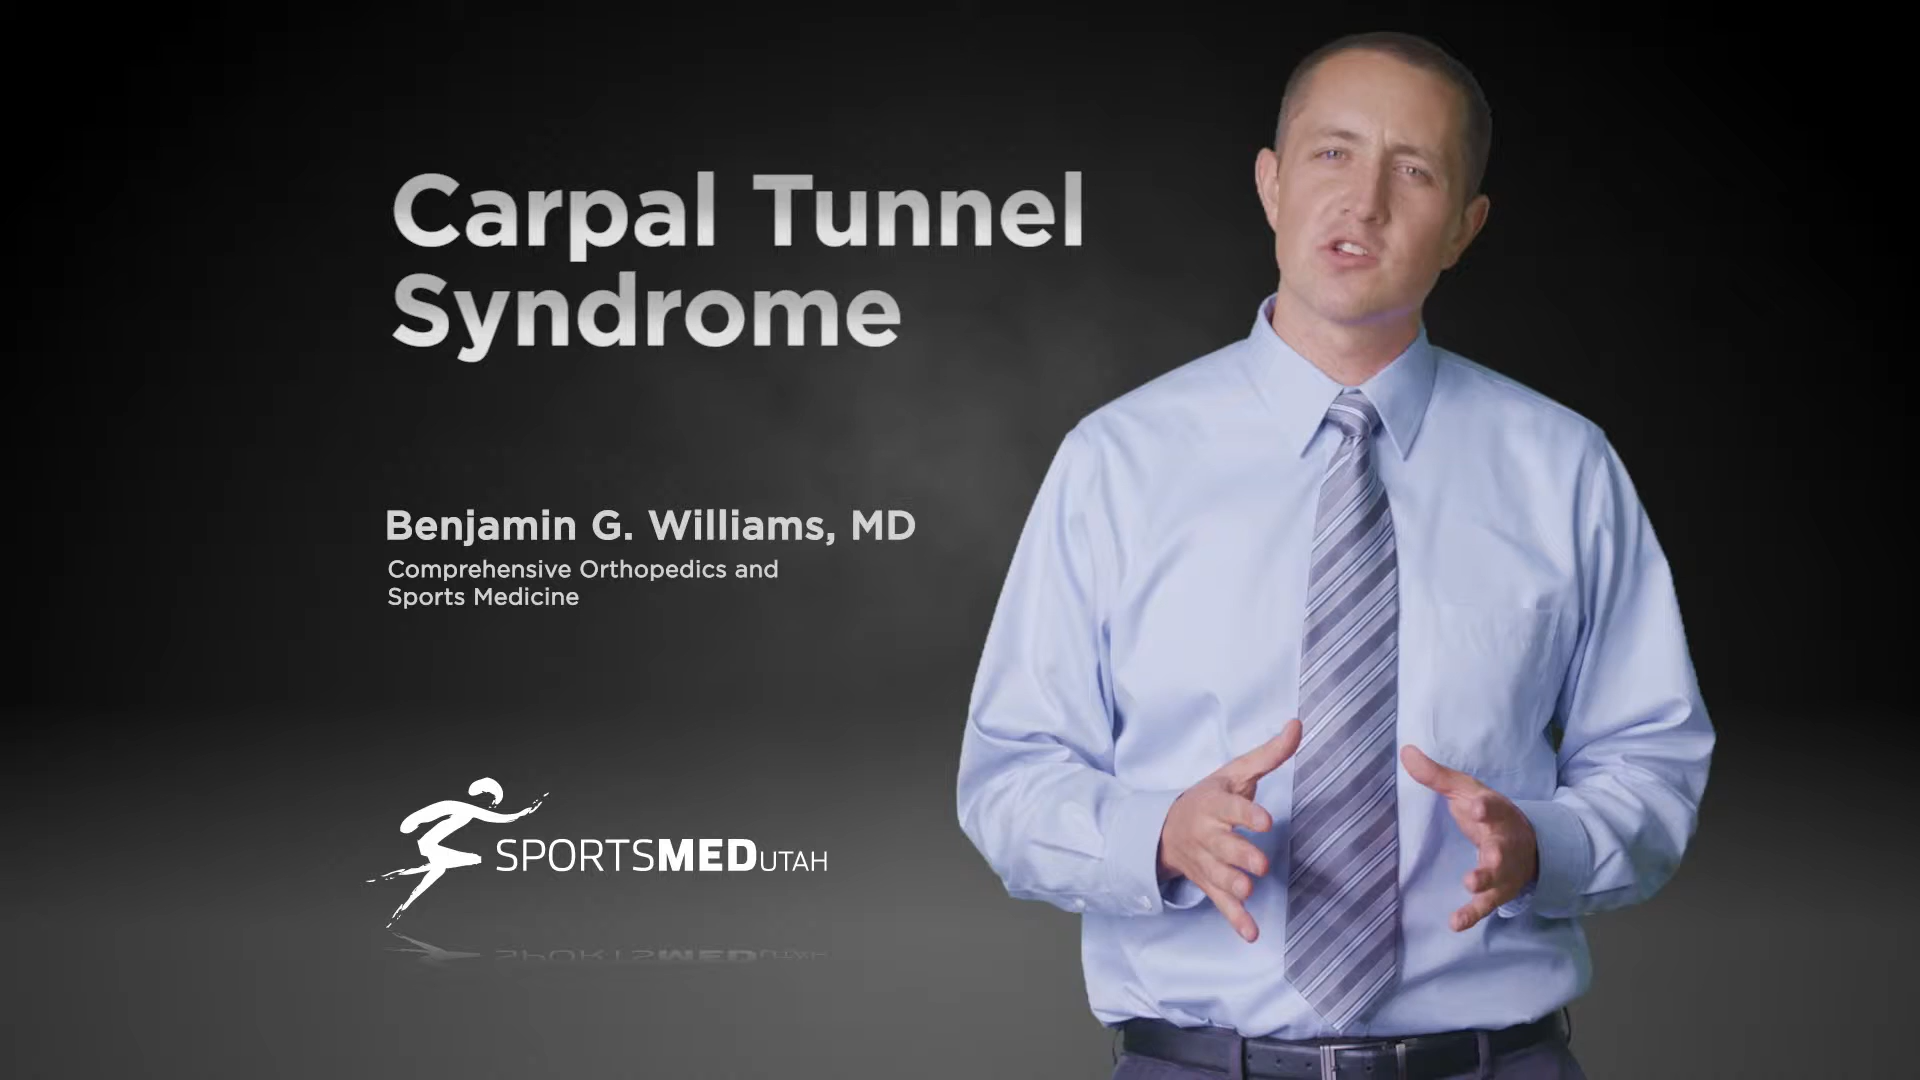 Carpal Tunnel
Syndrome
Benjamin G. Williams, MD
Comprehensive Orthopedics and
Sports Medicine
SPORTSMEDUTAH